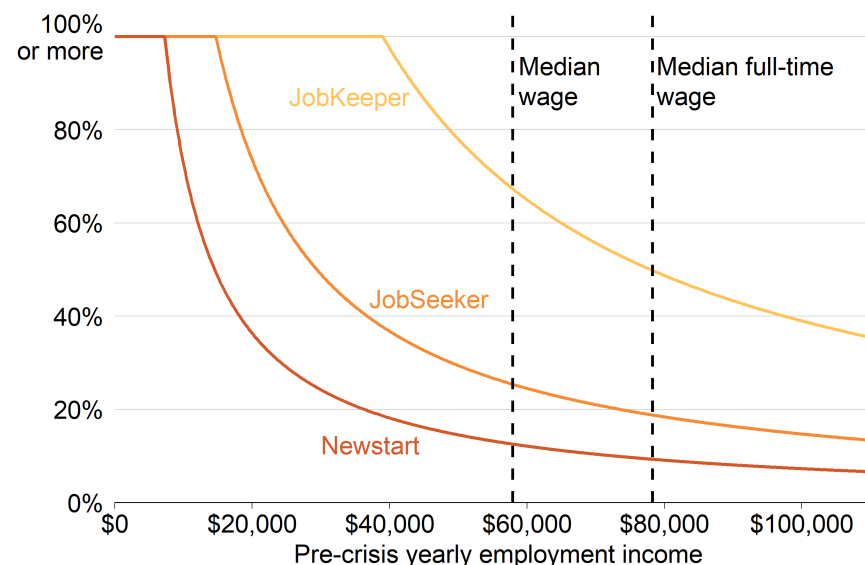 100%
or more
80%
60%
40%
20%
0%
JobKeeper
JobSeeker
Newstart
Median
wage
Median full-time
wage
$0
$20,000
$40,000
$60,000
$80,000
$100,000
Pre-crisis yearly employment income